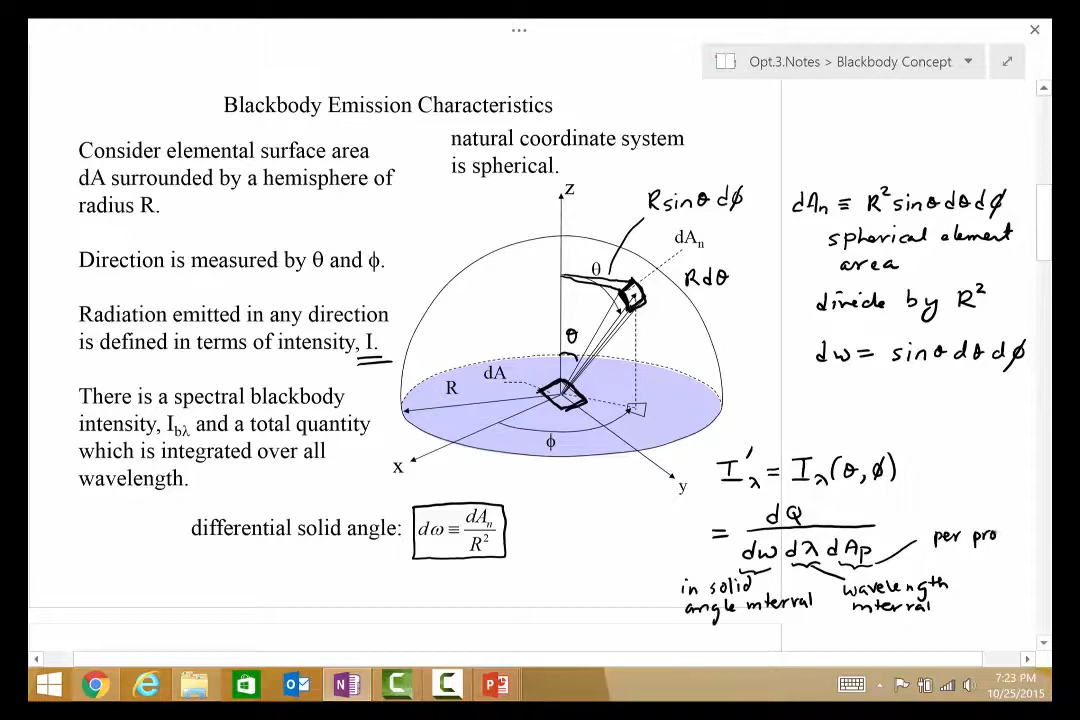 Opt.3.Notes > Blackbody Concept
Blackbody Emission Characteristics
Consider elemental surface area
dA surrounded by a hemisphere of
radius R.
Direction is measured by θ and ϕ.
Radiation emitted in any direction
is defined in terms of intensity, I.
There is a spectral blackbody
intensity, I_bλ and a total quantity
which is integrated over all
wavelength.
differential solid angle: dω ≡ dA_n / R²
natural coordinate system
is spherical.
z
R sinθ dϕ
dA_n
θ
R dθ
θ
dA
R
ϕ
x
y
dA_n ≡ R² sinθ dθ dϕ
spherical element
area
divide by R²
dω = sinθ dθ dϕ
I'_λ = I_λ(θ, ϕ)
= dQ / dω dλ dAp
per pro
in solid
angle interval
wavelength
interval
7:23 PM
10/25/2015